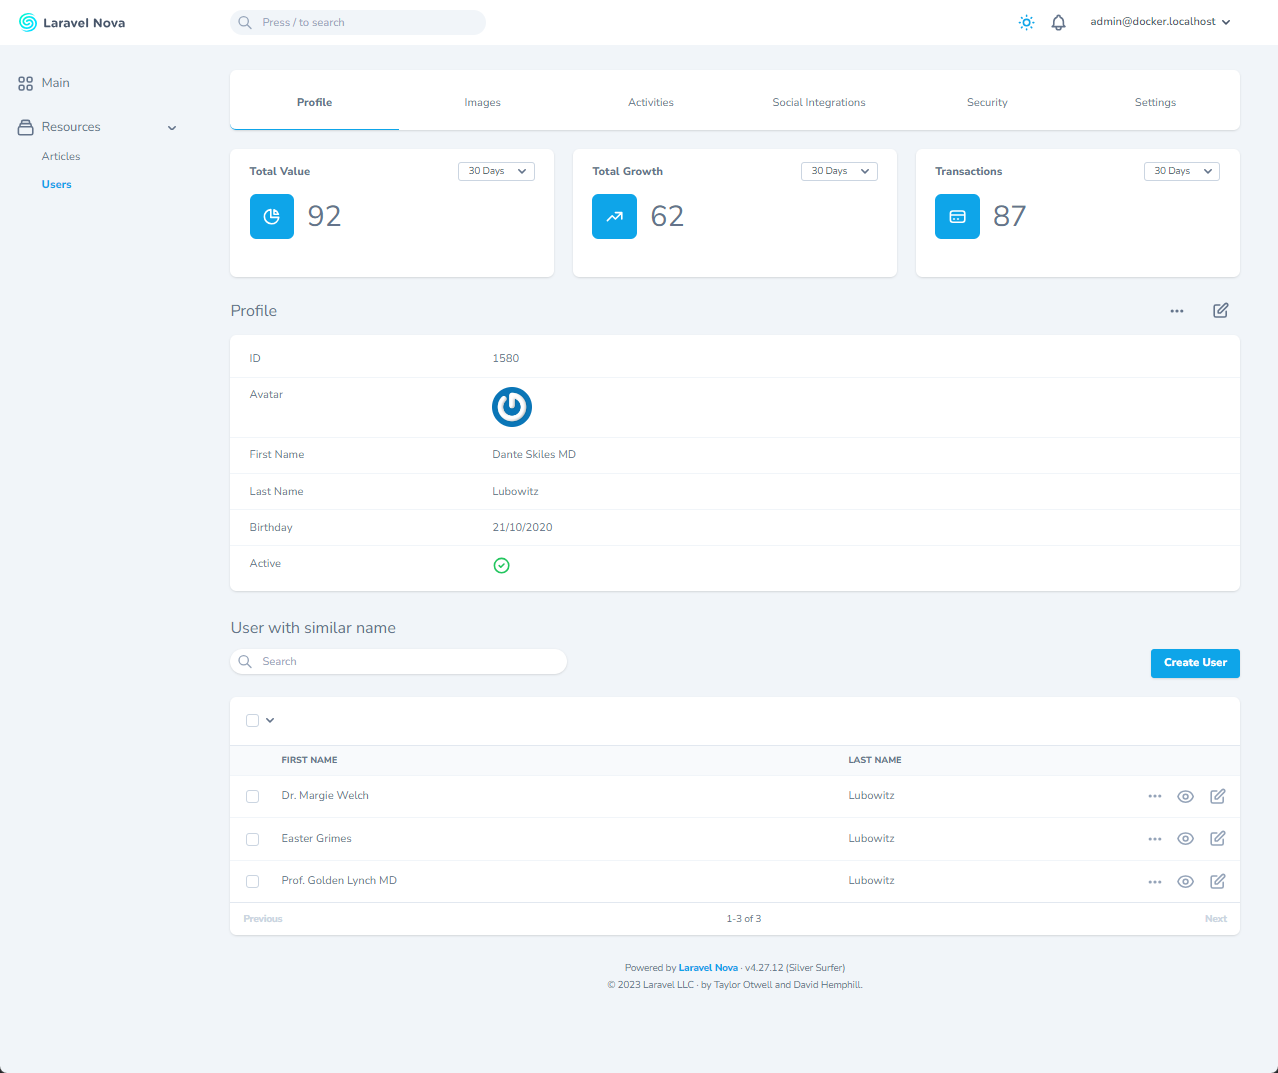 Laravel Nova
Press / to search
admin@docker.localhost
Main
Resources
Articles
Users
Profile Images Activities Social Integrations Security Settings
Total Value 30 Days
92
Total Growth 30 Days
62
Transactions 30 Days
87
Profile
ID 1580
Avatar
First Name Dante Skiles MD
Last Name Lubowitz
Birthday 21/10/2020
Active
User with similar name
Search
Create User
FIRST NAME LAST NAME
Dr. Margie Welch Lubowitz
Easter Grimes Lubowitz
Prof. Golden Lynch MD Lubowitz
Previous 1-3 of 3 Next
Powered by Laravel Nova · v4.27.12 (Silver Surfer)
© 2023 Laravel LLC · by Taylor Otwell and David Hemphill.